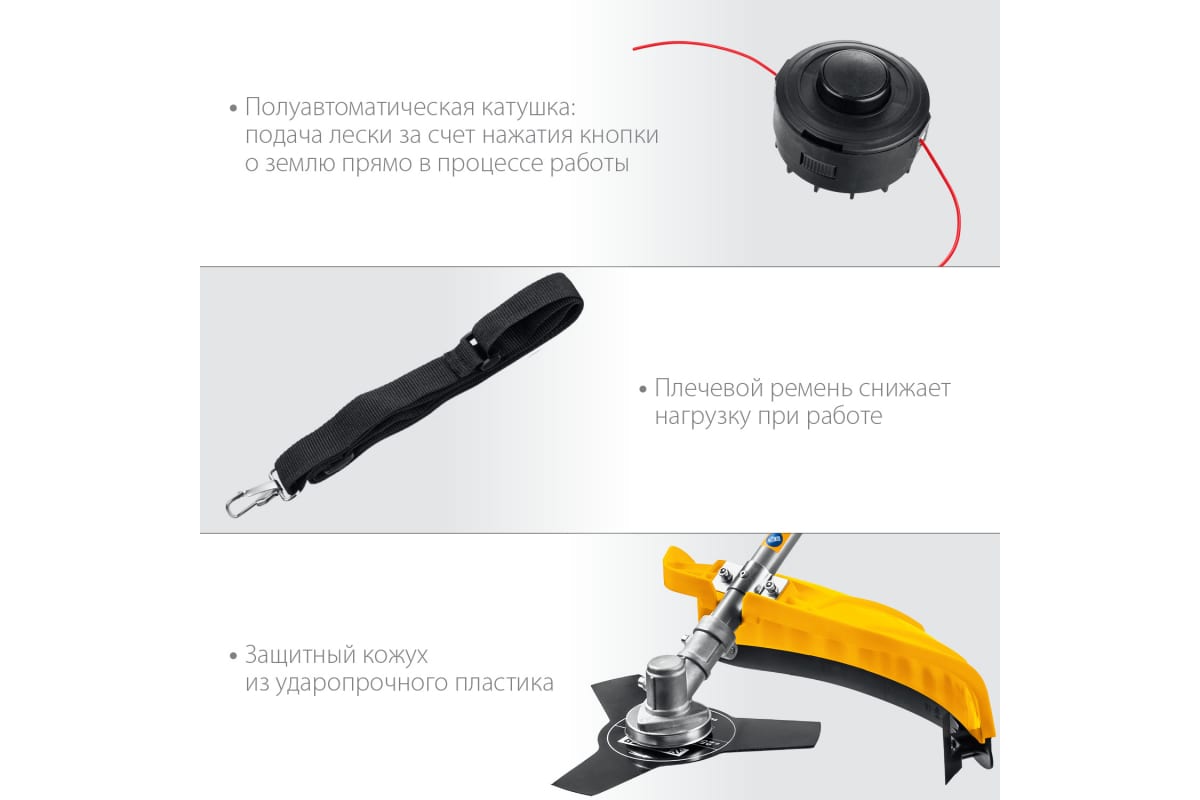 • Полуавтоматическая катушка:
подача лески за счет нажатия кнопки
о землю прямо в процессе работы
• Плечевой ремень снижает
нагрузку при работе
• Защитный кожух
из ударопрочного пластика